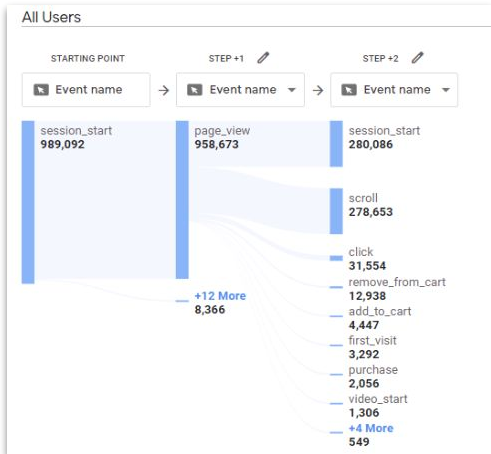 All Users
STARTING POINT
STEP +1
STEP +2
Event name
Event name
Event name
session_start
989,092
page_view
958,673
+12 More
8,366
session_start
280,086
scroll
278,653
click
31,554
remove_from_cart
12,938
add_to_cart
4,447
first_visit
3,292
purchase
2,056
video_start
1,306
+4 More
549